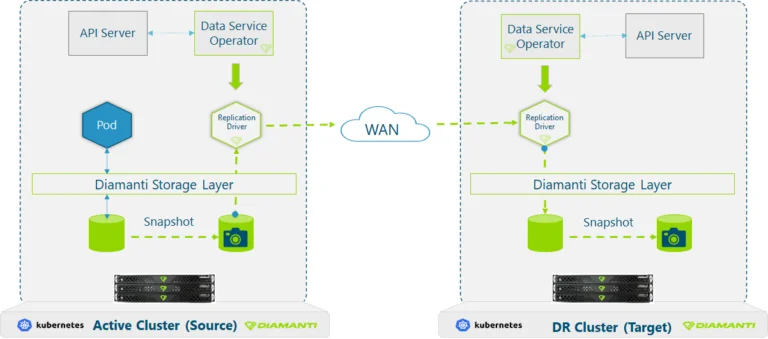 API Server
Data Service
Operator
Pod
Replication
Driver
Diamanti Storage Layer
Snapshot
kubernetes
Active Cluster (Source)
DIAMANTI
WAN
Data Service
Operator
API Server
Replication
Driver
Diamanti Storage Layer
Snapshot
kubernetes
DR Cluster (Target)
DIAMANTI